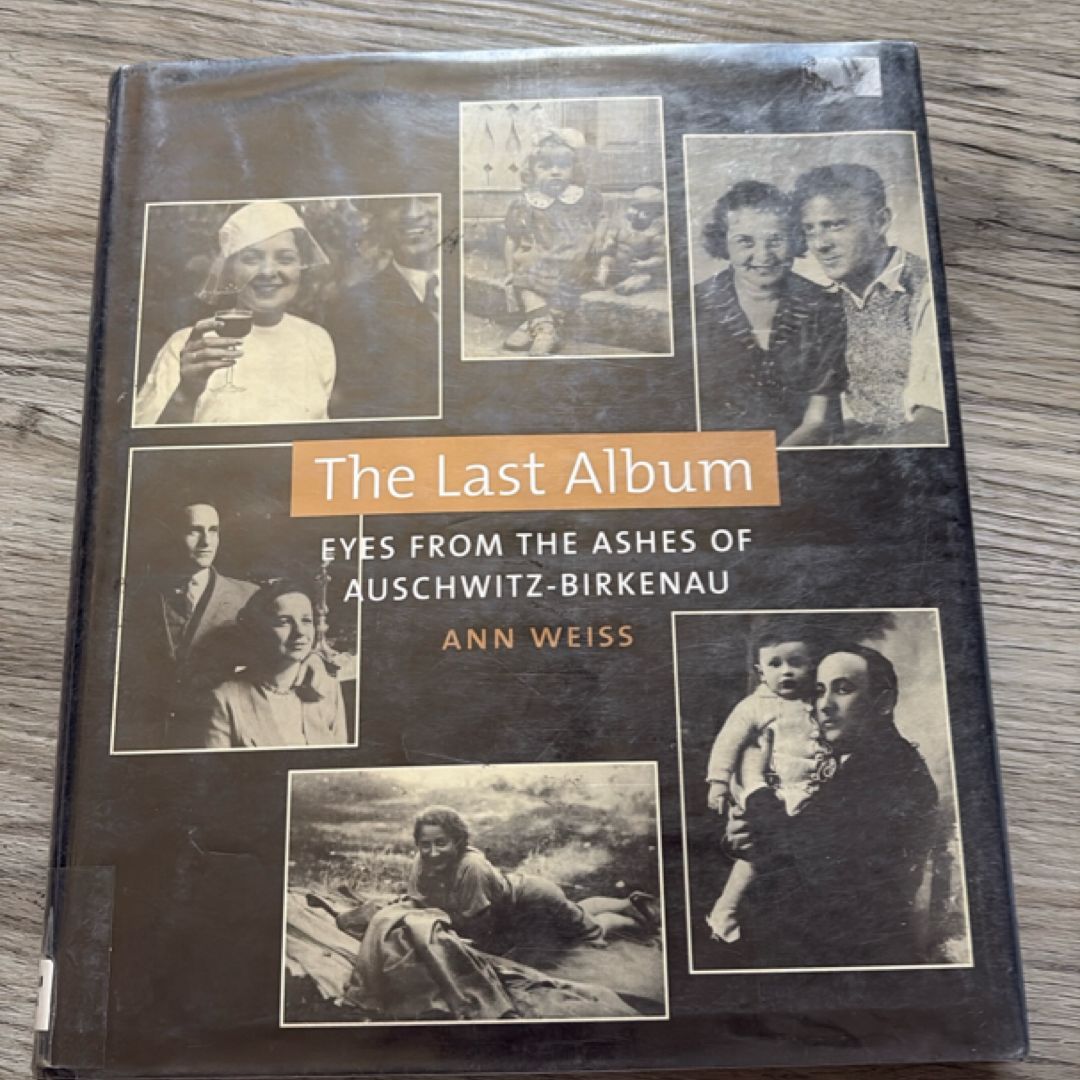 The Last Album
EYES FROM THE ASHES OF
AUSCHWITZ-BIRKENAU
ANN WEISS